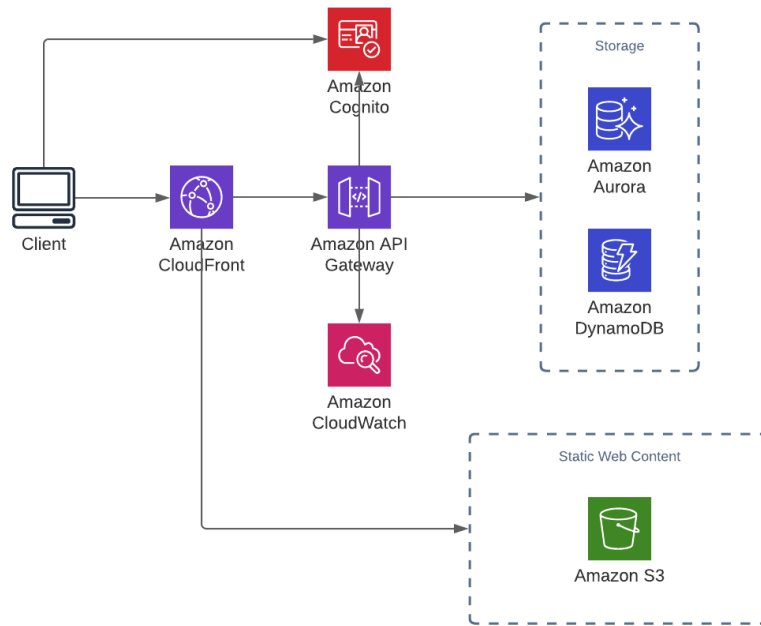 Storage
Amazon
Cognito
Amazon
Aurora
Client
Amazon
CloudFront
Amazon API
Gateway
Amazon
DynamoDB
Amazon
CloudWatch
Static Web Content
Amazon S3